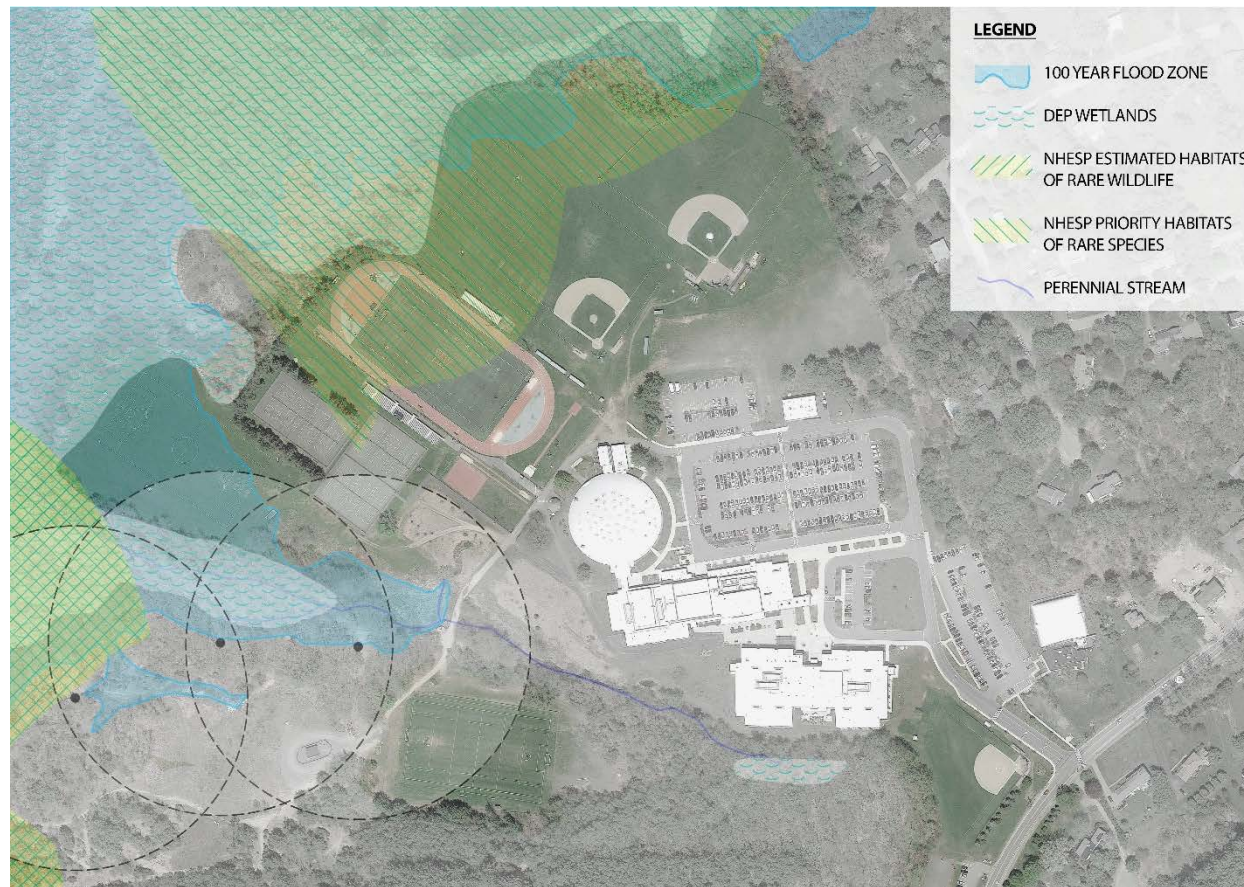 LEGEND
100 YEAR FLOOD ZONE
DEP WETLANDS
NHESP ESTIMATED HABITATS
OF RARE WILDLIFE
NHESP PRIORITY HABITATS
OF RARE SPECIES
PERENNIAL STREAM